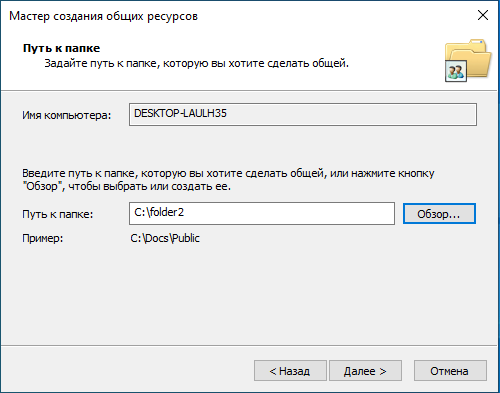 Мастер создания общих ресурсов
Путь к папке
Задайте путь к папке, которую вы хотите сделать общей.
Имя компьютера:
DESKTOP-LAULH35
Введите путь к папке, которую вы хотите сделать общей, или нажмите кнопку
"Обзор", чтобы выбрать или создать ее.
Путь к папке:
C:\folder2
Обзор...
Пример:
C:\Docs\Public
< Назад
Далее >
Отмена